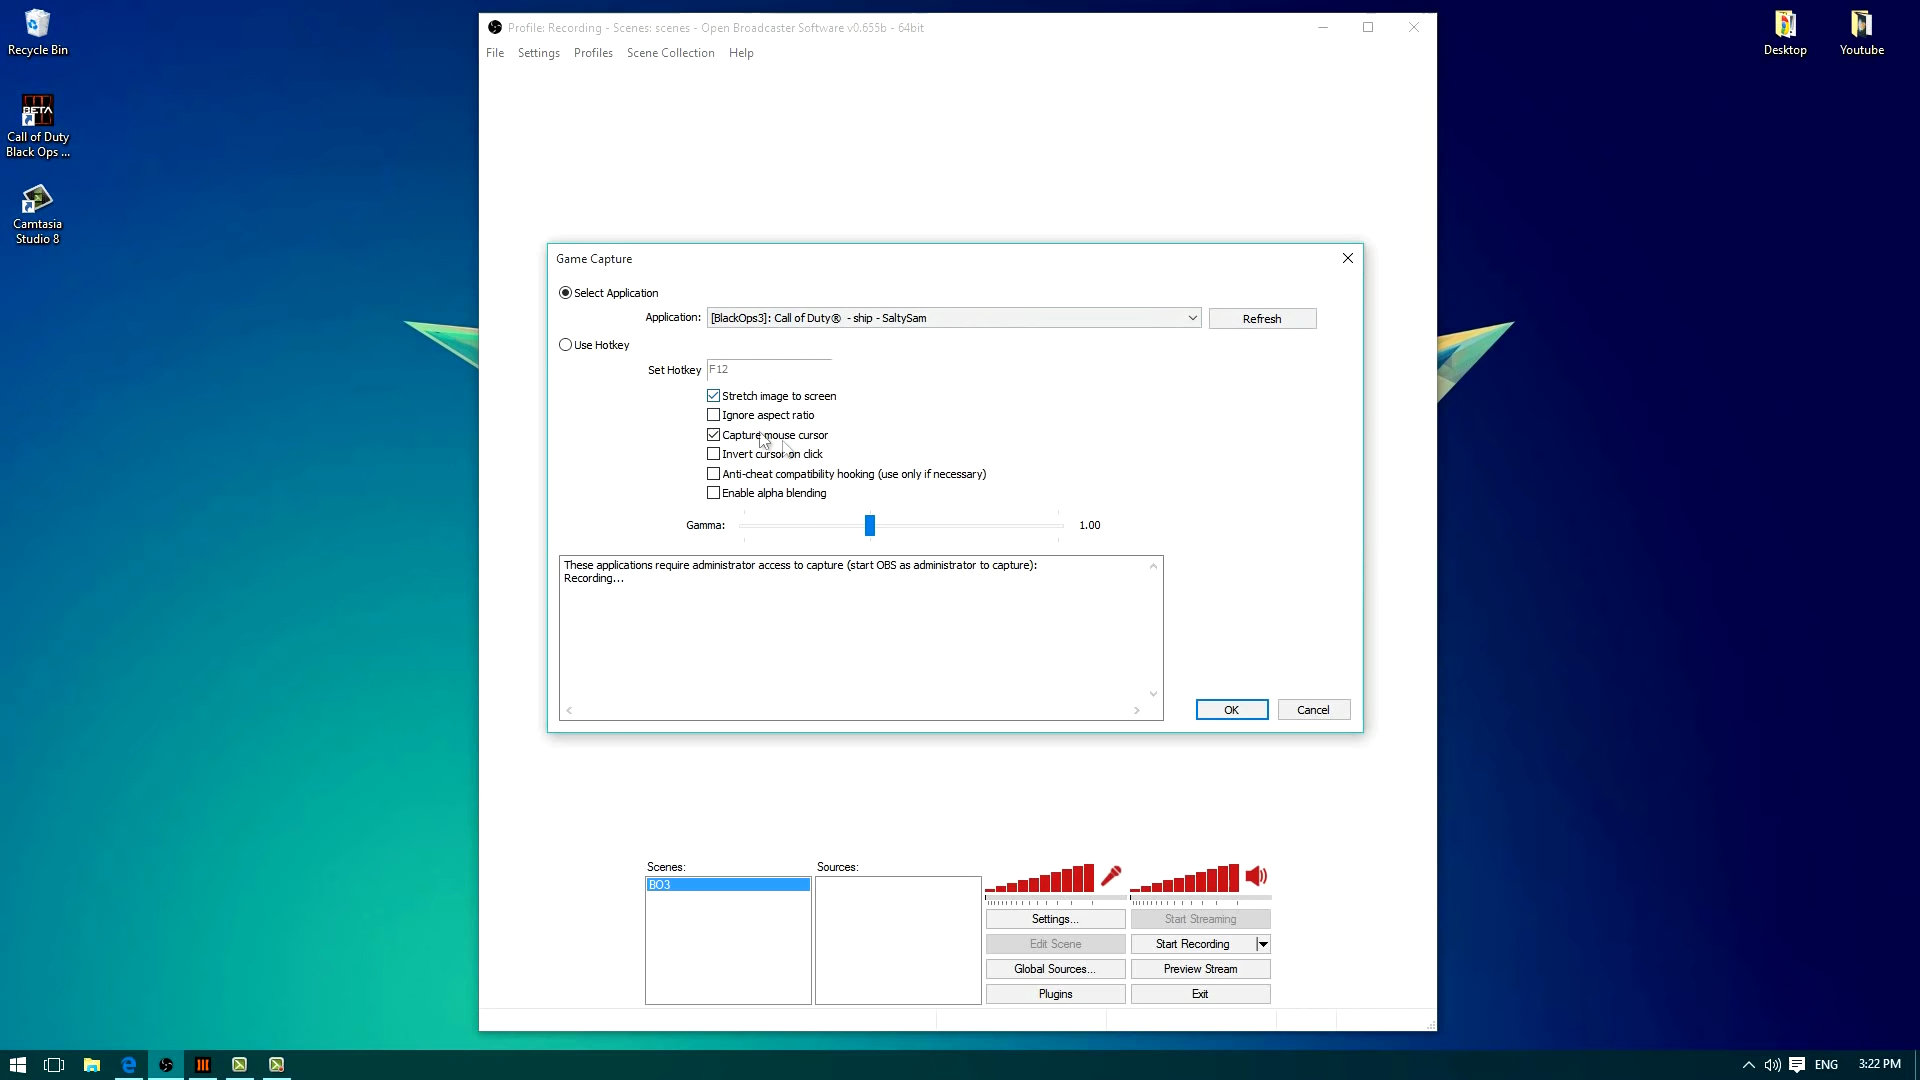 Recycle Bin
Call of Duty
Black Ops ...
BETA
Camtasia
Studio 8
Desktop
Youtube
Profile: Recording - Scenes: scenes - Open Broadcaster Software v0.655b - 64bit
File Settings Profiles Scene Collection Help
Game Capture
Select Application
Application: [BlackOps3]: Call of Duty® - ship - SaltySam Refresh
Use Hotkey
Set Hotkey F12
Stretch image to screen
Ignore aspect ratio
Capture mouse cursor
Invert cursor on click
Anti-cheat compatibility hooking (use only if necessary)
Enable alpha blending
Gamma: 1.00
These applications require administrator access to capture (start OBS as administrator to capture):
Recording...
OK Cancel
Scenes: Sources:
BO3
Settings... Start Streaming
Edit Scene Start Recording
Global Sources... Preview Stream
Plugins Exit
ENG 3:22 PM